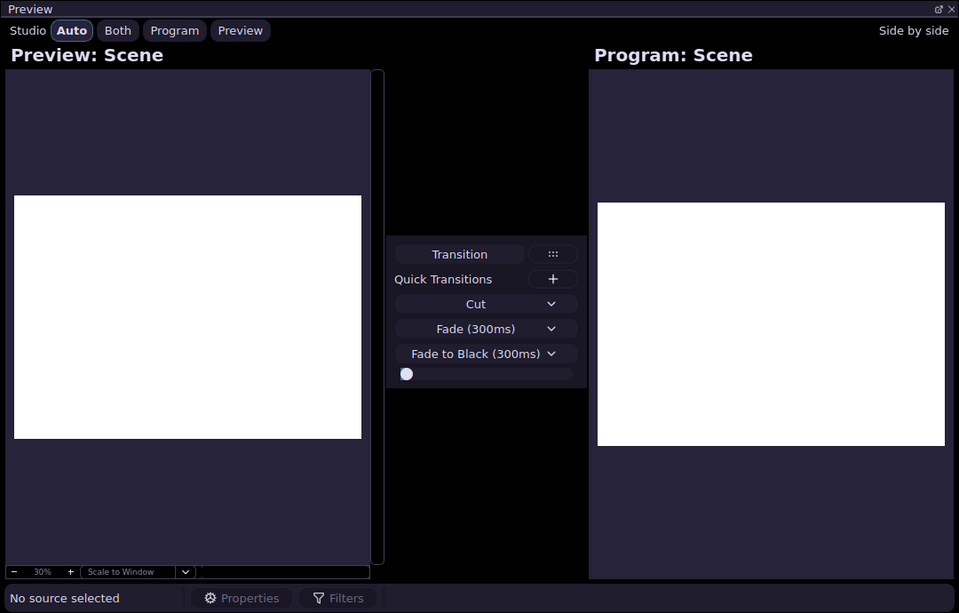 Preview
Studio Auto Both Program Preview Side by side
Preview: Scene Program: Scene
Transition
Quick Transitions
Cut
Fade (300ms)
Fade to Black (300ms)
30% Scale to Window
No source selected Properties Filters